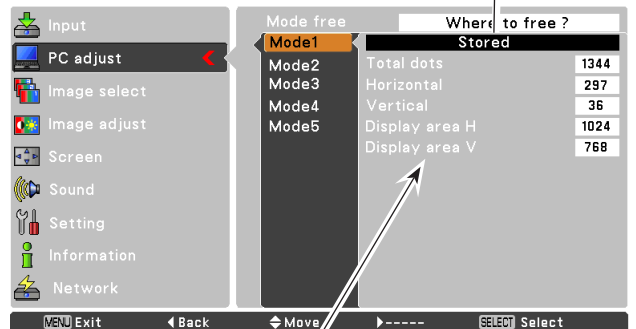 Input
PC adjust
Image select
Image adjust
Screen
Sound
Setting
Information
Network
Mode free
Where to free ?
Mode1
Mode2
Mode3
Mode4
Mode5
Stored
Total dots 1344
Horizontal 297
Vertical 36
Display area H 1024
Display area V 768
MENU Exit Back Move ----- SELECT Select